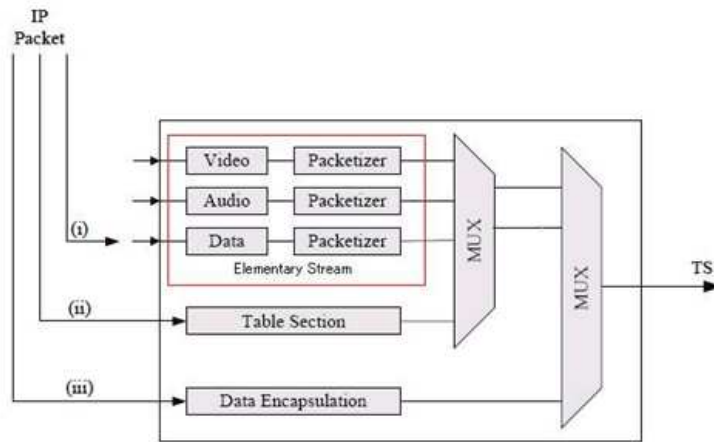 IP
Packet
Video
Packetizer
Audio
Packetizer
(i)
Data
Packetizer
Elementary Stream
MUX
MUX
TS
(ii)
Table Section
(iii)
Data Encapsulation